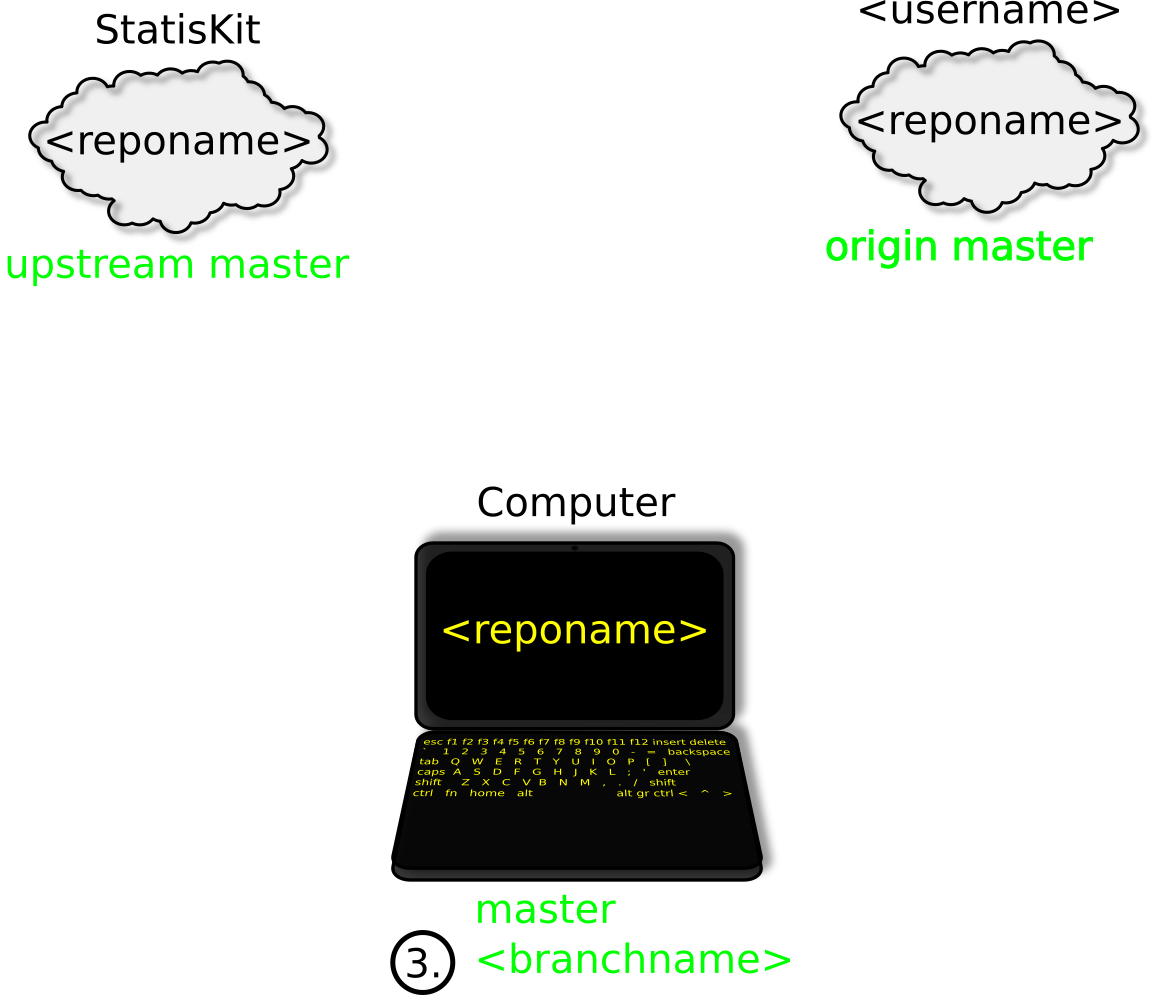 StatisKit
<username>
<reponame>
<reponame>
upstream master
origin master
Computer
<reponame>
esc f1 f2 f3 f4 f5 f6 f7 f8 f9 f10 f11 f12 insert delete
` 1 2 3 4 5 6 7 8 9 0 - = backspace
tab Q W E R T Y U I O P [ ] \
caps A S D F G H J K L ; ' enter
shift Z X C V B N M , . / shift
ctrl fn home alt alt gr ctrl < ^ >
master
3. <branchname>